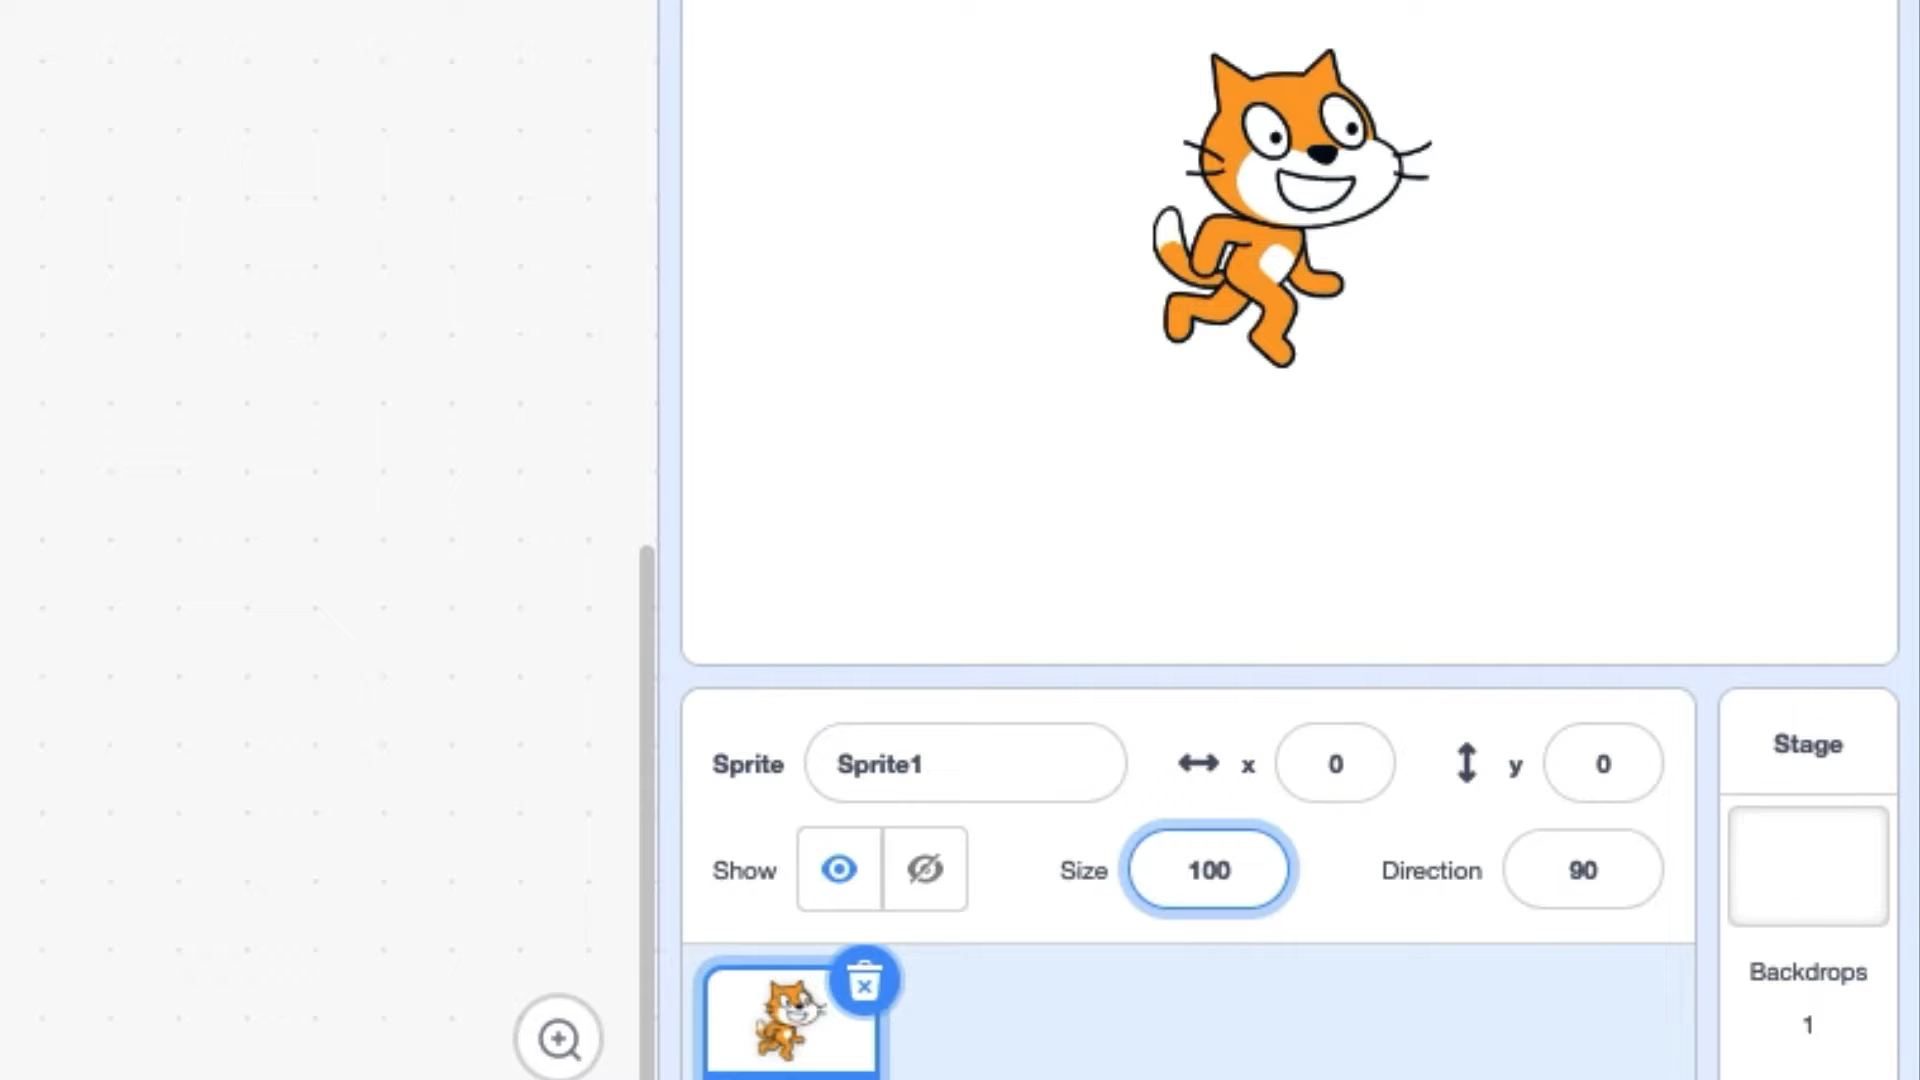 Sprite Sprite1 x 0 y 0
Show Size 100 Direction 90
Stage
Backdrops
1